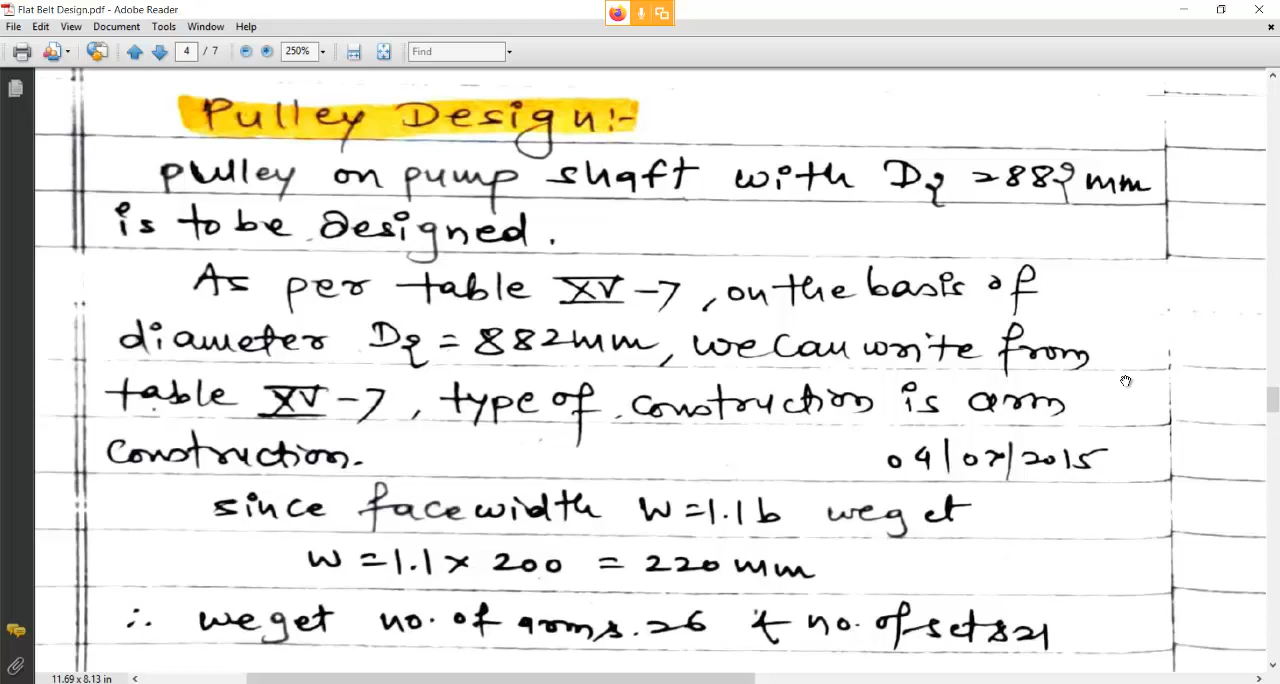 Flat Belt Design.pdf - Adobe Reader
File Edit View Document Tools Window Help
4 / 7 250% Find
Pulley Design:-
pulley on pump shaft with D2 = 882 mm
is to be designed.
As per table XV-7, on the basis of
diameter D2 = 882mm, we can write from
table XV-7, type of construction is arm
construction.
04/07/2015
since face width W = 1.1b we get
W = 1.1 x 200 = 220 mm
∴ we get no. of arms = 6 & no. of sets = 1
11.69 x 8.13 in